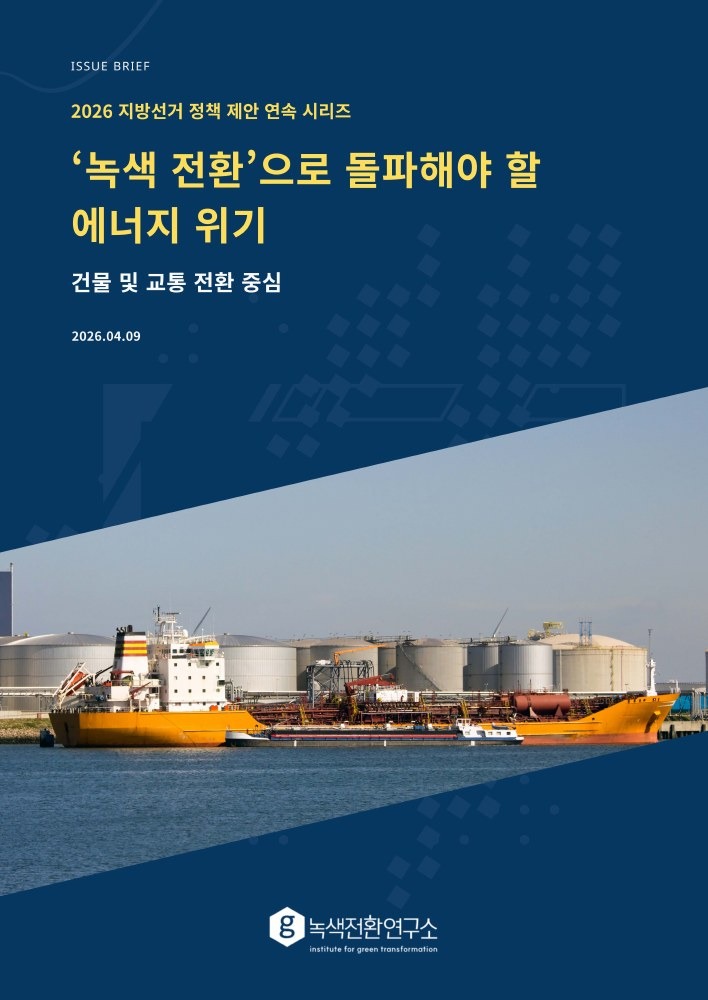 ISSUE BRIEF
2026 지방선거 정책 제안 연속 시리즈
‘녹색 전환’으로 돌파해야 할
에너지 위기
건물 및 교통 전환 중심
2026.04.09
g 녹색전환연구소
institute for green transformation